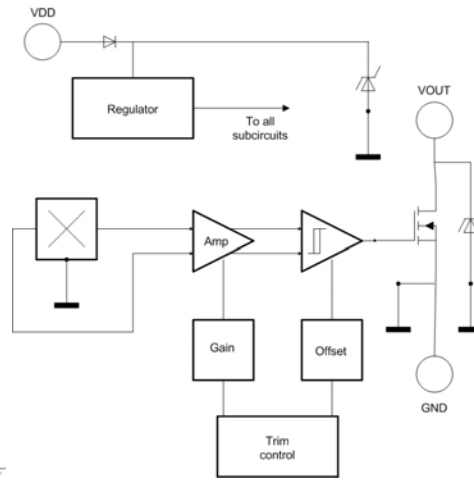 VDD
VOUT
Regulator
To all
subcircuits
Amp
Gain
Offset
GND
Trim
control